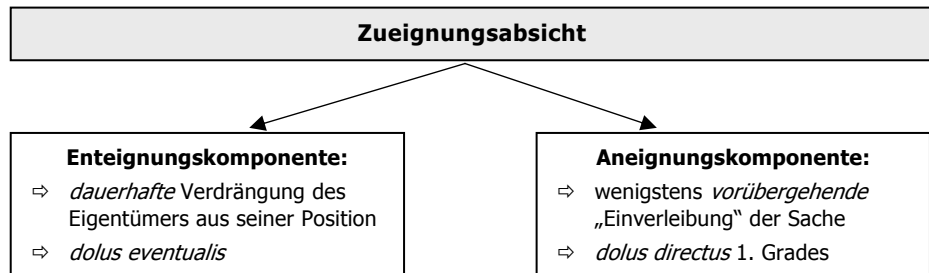 Zueignungsabsicht
Enteignungskomponente:
⇨ dauerhafte Verdrängung des
Eigentümers aus seiner Position
⇨ dolus eventualis
Aneignungskomponente:
⇨ wenigstens vorübergehende
„Einverleibung“ der Sache
⇨ dolus directus 1. Grades